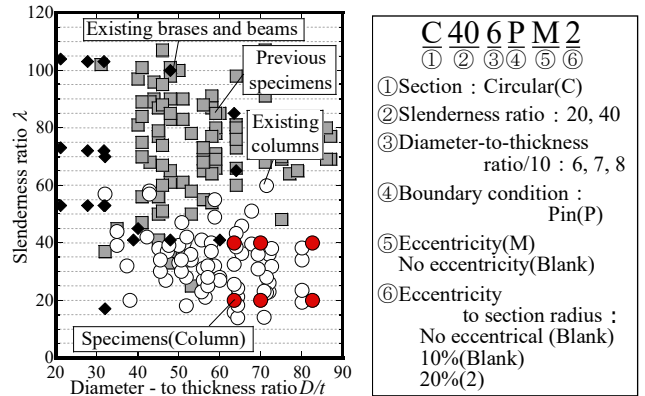 120
100
80
60
40
20
0
Slenderness ratio λ
Existing brases and beams
Previous
specimens
Existing
columns
Specimens(Column)
20 30 40 50 60 70 80 90
Diameter - to thickness ratio D/t
C 40 6 P M 2
① ② ③ ④ ⑤ ⑥
①Section : Circular(C)
②Slenderness ratio : 20, 40
③Diameter-to-thickness
ratio/10 : 6, 7, 8
④Boundary condition :
Pin(P)
⑤Eccentricity(M)
No eccentricity(Blank)
⑥Eccentricity
to section radius :
No eccentrical (Blank)
10%(Blank)
20%(2)